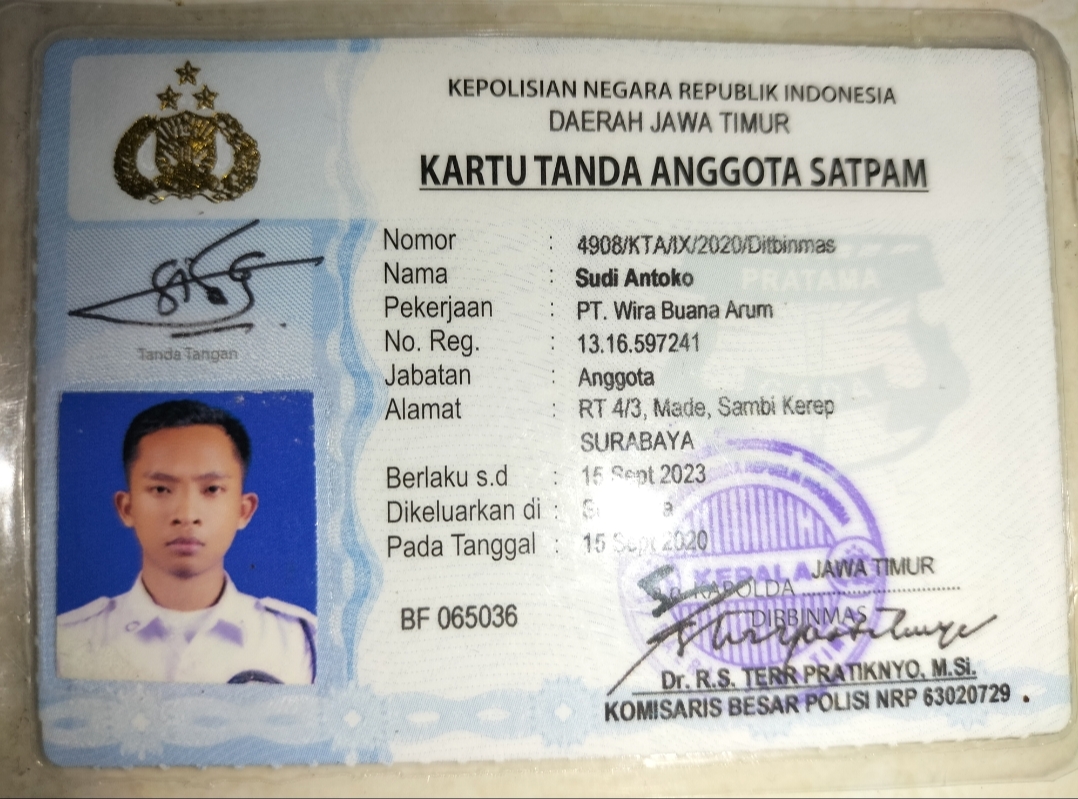 KEPOLISIAN NEGARA REPUBLIK INDONESIA
DAERAH JAWA TIMUR
KARTU TANDA ANGGOTA SATPAM
Nomor : 4908/KTA/IX/2020/Ditbinmas
Nama : Sudi Antoko
Pekerjaan : PT. Wira Buana Arum
No. Reg. : 13.16.597241
Jabatan : Anggota
Alamat : RT 4/3, Made, Sambi Kerep
SURABAYA
Berlaku s.d : 15 Sept 2023
Dikeluarkan di :
Pada Tanggal : 15 Sept 2020
Tanda Tangan
PRATAMA
GADA
BF 065036
KEPALA
JAWA TIMUR
KAPOLDA
DIRBINMAS
Dr. R.S. TERR PRATIKNYO, M.Si.
KOMISARIS BESAR POLISI NRP 63020729